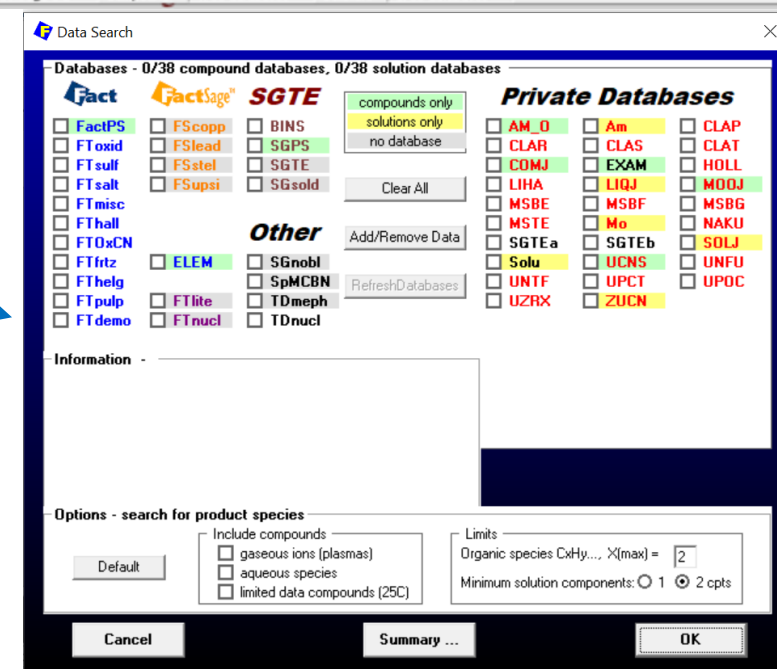 Data Search
Databases - 0/38 compound databases, 0/38 solution databases
Fact FactSage™ SGTE Private Databases
compounds only
solutions only
no database
FactPS FScopp BINS AM_0 Am CLAP
FToxid FSlead SGPS CLAR CLAS CLAT
FTsulf FSstel SGTE COMJ EXAM HOLL
FTsalt FSupsi SGsold Clear All LIHA LIQJ MOOJ
FTmisc MSBE MSBF MSBG
FThall Other Add/Remove Data MSTE Mo NAKU
FTOxCN SGTEa SGTEb SOLJ
FTfrtz ELEM SGnobl Solu UCNS UNFU
FThelg SpMCBN RefreshDatabases UNTF UPCT UPOC
FTpulp FTlite TDmeph UZRX ZUCN
FTdemo FTnucl TDnucl
Information -
Options - search for product species
Include compounds Limits
Default gaseous ions (plasmas) Organic species CxHy..., X(max) = 2
aqueous species
limited data compounds (25C) Minimum solution components: 1 2 cpts
Cancel Summary ... OK